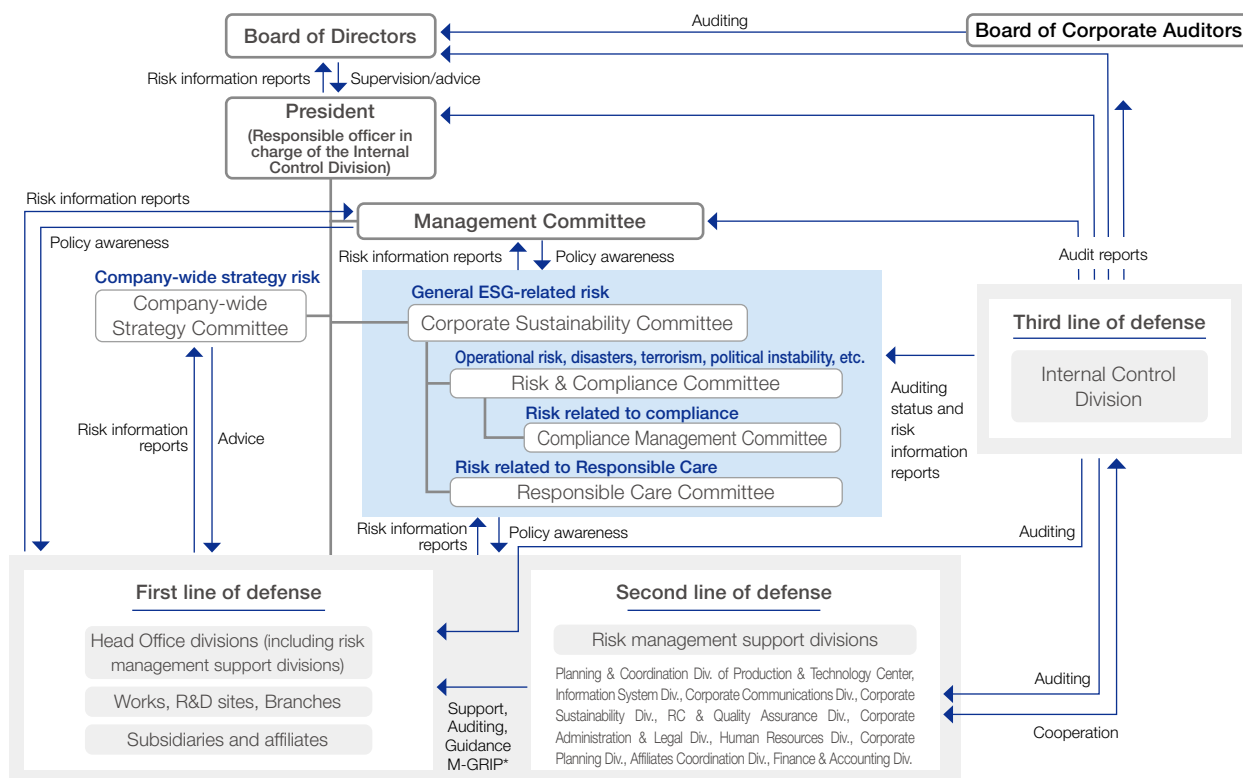 Auditing
Board of Directors
Board of Corporate Auditors
Risk information reports
Supervision/advice
President
(Responsible officer in
charge of the Internal
Control Division)
Risk information reports
Management Committee
Policy awareness
Risk information reports
Policy awareness
Audit reports
Company-wide strategy risk
Company-wide
Strategy Committee
General ESG-related risk
Corporate Sustainability Committee
Operational risk, disasters, terrorism, political instability, etc.
Risk & Compliance Committee
Risk related to compliance
Compliance Management Committee
Risk related to Responsible Care
Responsible Care Committee
Third line of defense
Internal Control
Division
Auditing
status and
risk
information
reports
Risk information
reports
Advice
Risk information
reports
Policy awareness
Auditing
First line of defense
Head Office divisions (including risk
management support divisions)
Works, R&D sites, Branches
Subsidiaries and affiliates
Support,
Auditing,
Guidance
M-GRIP*
Second line of defense
Risk management support divisions
Planning & Coordination Div. of Production & Technology Center,
Information System Div., Corporate Communications Div., Corporate
Sustainability Div., RC & Quality Assurance Div., Corporate
Administration & Legal Div., Human Resources Div., Corporate
Planning Div., Affiliates Coordination Div., Finance & Accounting Div.
Auditing
Cooperation